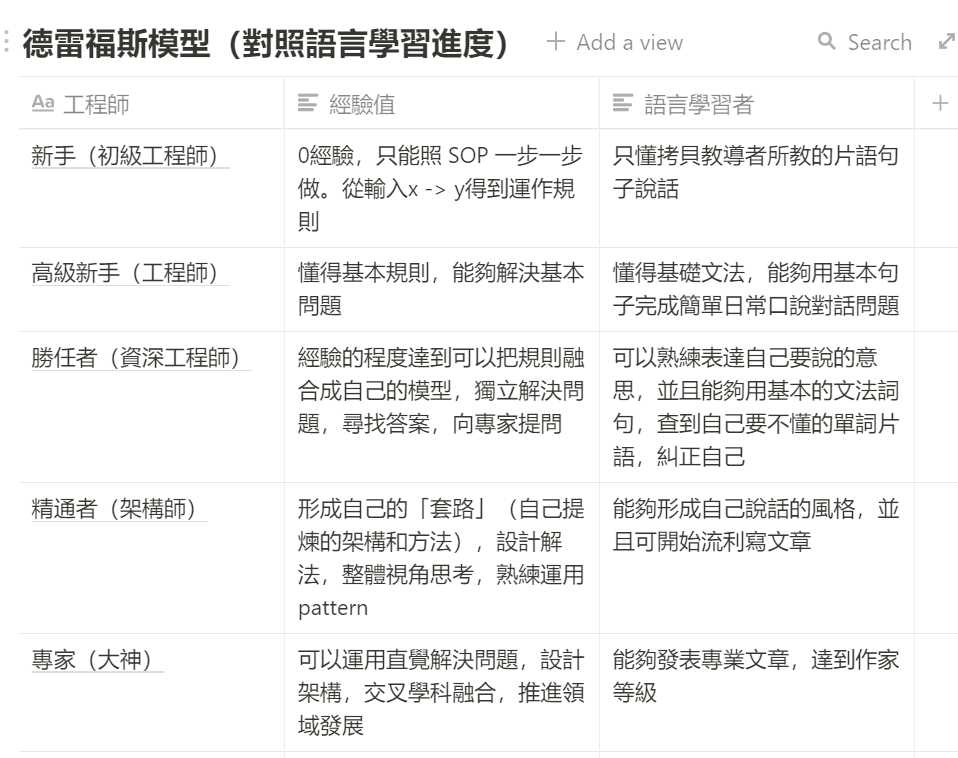 德雷福斯模型（對照語言學習進度） + Add a view Search
Aa 工程師 經驗值 語言學習者 +
新手（初級工程師）
0經驗，只能照 SOP 一步一步
做。從輸入x -> y得到運作規
則
只懂拷貝教導者所教的片語句
子說話
高級新手（工程師）
懂得基本規則，能夠解決基本
問題
懂得基礎文法，能夠用基本句
子完成簡單日常口說對話問題
勝任者（資深工程師）
經驗的程度達到可以把規則融
合成自己的模型，獨立解決問
題，尋找答案，向專家提問
可以熟練表達自己要說的意
思，並且能夠用基本的文法詞
句，查到自己要不懂的單詞片
語，糾正自己
精通者（架構師）
形成自己的「套路」（自己提
煉的架構和方法），設計解
法，整體視角思考，熟練運用
pattern
能夠形成自己說話的風格，並
且可開始流利寫文章
專家（大神）
可以運用直覺解決問題，設計
架構，交叉學科融合，推進領
域發展
能夠發表專業文章，達到作家
等級